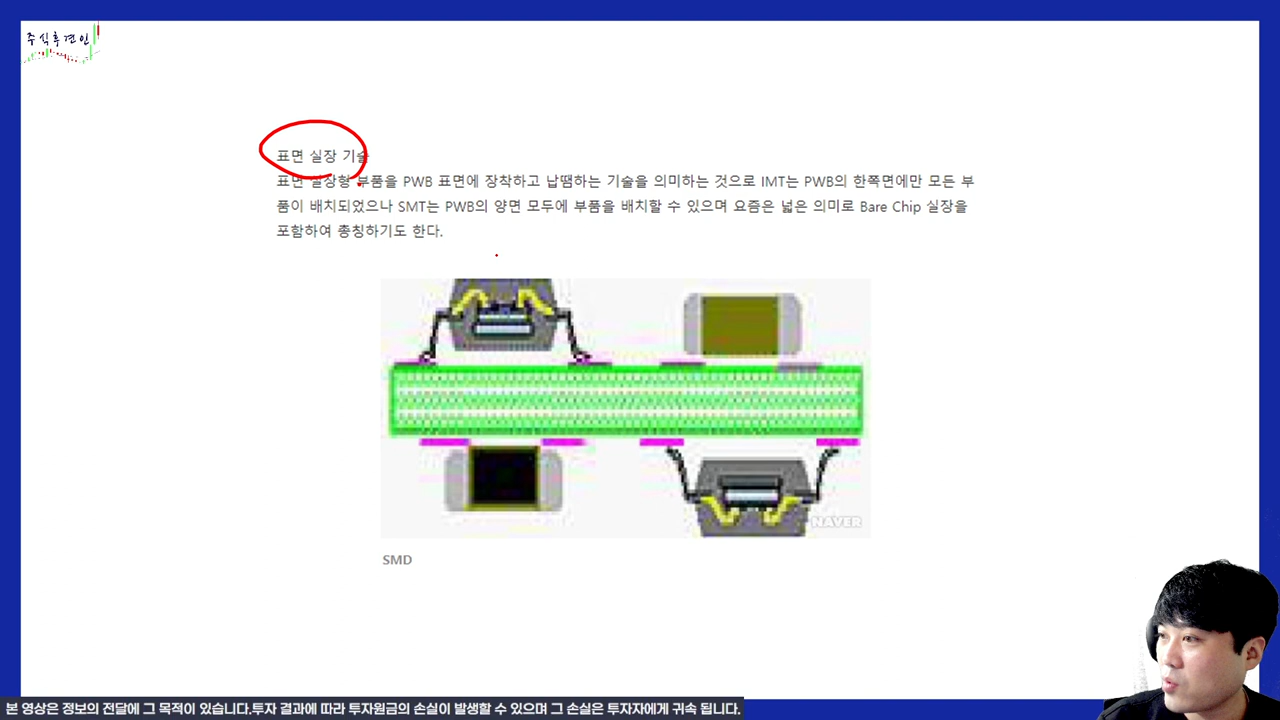 주식후견인
표면 실장 기술
표면 실장형 부품을 PWB 표면에 장착하고 납땜하는 기술을 의미하는 것으로 IMT는 PWB의 한쪽면에만 모든 부
품이 배치되었으나 SMT는 PWB의 양면 모두에 부품을 배치할 수 있으며 요즘은 넓은 의미로 Bare Chip 실장을
포함하여 총칭하기도 한다.
NAVER
SMD
본 영상은 정보의 전달에 그 목적이 있습니다.투자 결과에 따라 투자원금의 손실이 발생할 수 있으며 그 손실은 투자자에게 귀속 됩니다.